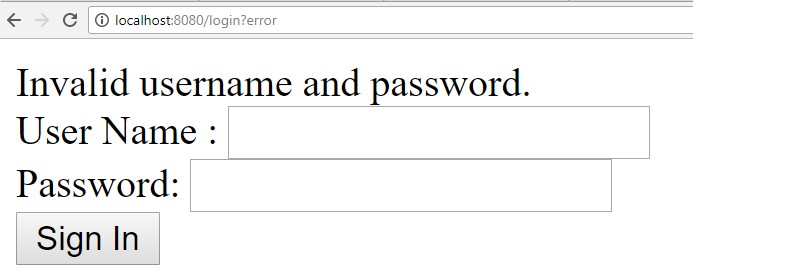 localhost:8080/login?error
Invalid username and password.
User Name :
Password:
Sign In